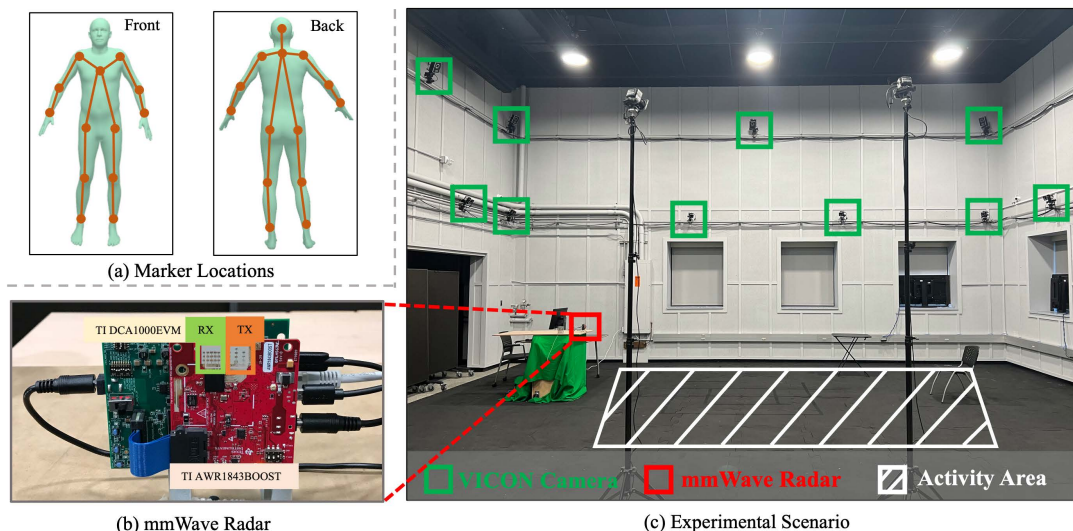 Front
Back
(a) Marker Locations
TI DCA1000EVM
RX
TX
TI AWR1843BOOST
(b) mmWave Radar
VICON Camera
mmWave Radar
Activity Area
(c) Experimental Scenario